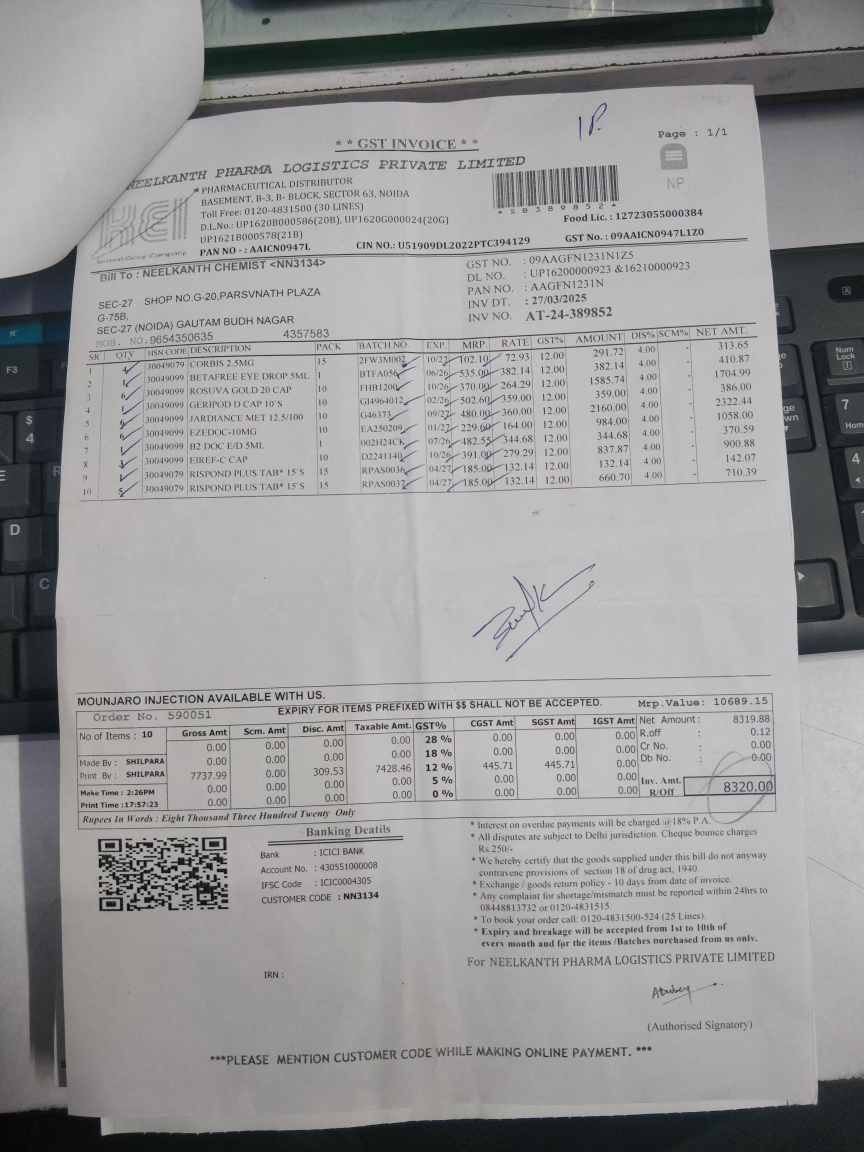 1P.
Page : 1/1
* * GST INVOICE * *
NEELKANTH PHARMA LOGISTICS PRIVATE LIMITED
NP
PHARMACEUTICAL DISTRIBUTOR
BASEMENT, B-3, B- BLOCK, SECTOR 63, NOIDA
Toll Free: 0120-4831500 (30 LINES)
D.L.No.: UP1620B000586(20B), UP1620G000024(20G)
UP1621B000578(21B)
PAN NO - : AAICN0947L
CIN NO.: U51909DL2022PTC394129
* S B 3 8 9 8 5 2 *
Food Lic. : 12723055000384
GST No. : 09AAICN0947L1Z0
Bill To : NEELKANTH CHEMIST <NN3134>
SEC-27 SHOP NO.G-20,PARSVNATH PLAZA
G-75B,
SEC-27 (NOIDA) GAUTAM BUDH NAGAR
MOB. NO.9654350635 4357583
GST NO. : 09AAGFN1231N1Z5
DL NO. : UP16200000923 &16210000923
PAN NO. : AAGFN1231N
INV DT. : 27/03/2025
INV NO. AT-24-389852
SR QTY HSN CODE DESCRIPTION PACK BATCH NO. EXP. MRP. RATE GST% AMOUNT DIS% SCM% NET AMT.
1 30049079 CORBIS 2.5MG 15 2FW3M002 10/27 102.10 72.93 12.00 291.72 4.00 - 313.65
2 30049099 BETAFREE EYE DROP 5ML 1 BTFA056 06/26 535.00 382.14 12.00 382.14 4.00 - 410.87
3 30049099 ROSUVA GOLD 20 CAP 10 FHB1200 10/26 370.00 264.29 12.00 1585.74 4.00 - 1704.99
4 30049099 GERIPOD D CAP 10`S 10 GI4964012 02/26 502.60 359.00 12.00 359.00 4.00 - 386.00
5 30049099 JARDIANCE MET 12.5/100 10 G46373 09/27 480.00 360.00 12.00 2160.00 4.00 - 2322.44
6 30049099 EZEDOC-10MG 10 EA250209 01/27 229.60 164.00 12.00 984.00 4.00 - 1058.00
7 30049099 B2 DOC E/D 5ML 1 002H24CK 07/26 482.55 344.68 12.00 344.68 4.00 - 370.59
8 30049099 EIREF-C CAP 10 D2241140 10/26 391.00 279.29 12.00 837.87 4.00 - 900.88
9 30049079 RISPOND PLUS TAB* 15`S 15 RPAS0036 04/27 185.00 132.14 12.00 132.14 4.00 - 142.07
10 30049079 RISPOND PLUS TAB* 15`S 15 RPAS0037 04/27 185.00 132.14 12.00 660.70 4.00 - 710.39
MOUNJARO INJECTION AVAILABLE WITH US.
EXPIRY FOR ITEMS PREFIXED WITH $$ SHALL NOT BE ACCEPTED.
Mrp.Value: 10689.15
Order No. 590051
No of Items : 10
Made By : SHILPARA
Print By : SHILPARA
Make Time : 2:26PM
Print Time :17:57:23
Gross Amt Scm. Amt Disc. Amt Taxable Amt. GST% CGST Amt SGST Amt IGST Amt
0.00 0.00 0.00 0.00 28 % 0.00 0.00 0.00
0.00 0.00 0.00 0.00 18 % 0.00 0.00 0.00
7737.99 0.00 309.53 7428.46 12 % 445.71 445.71 0.00
0.00 0.00 0.00 0.00 5 % 0.00 0.00 0.00
0.00 0.00 0.00 0.00 0 % 0.00 0.00 0.00
Net Amount: 8319.88
R.off : 0.12
Cr No. : 0.00
Db No. : 0.00
Inv. Amt. R/Off 8320.00
Rupees In Words : Eight Thousand Three Hundred Twenty Only
Banking Deatils
Bank : ICICI BANK
Account No. : 430551000008
IFSC Code : ICIC0004305
CUSTOMER CODE : NN3134
IRN :
* Interest on overdue payments will be charged @18% P.A.
* All disputes are subject to Delhi jurisdiction. Cheque bounce charges
Rs.250/-
* We hereby certify that the goods supplied under this bill do not anyway
contravene provisions of section 18 of drug act, 1940.
* Exchange / goods return policy - 10 days from date of invoice.
* Any complaint for shortage/mismatch must be reported within 24hrs to
08448813732 or 0120-4831515.
* To book your order call: 0120-4831500-524 (25 Lines).
* Expiry and breakage will be accepted from 1st to 10th of
every month and for the items /Batches purchased from us only.
For NEELKANTH PHARMA LOGISTICS PRIVATE LIMITED
(Authorised Signatory)
***PLEASE MENTION CUSTOMER CODE WHILE MAKING ONLINE PAYMENT. ***